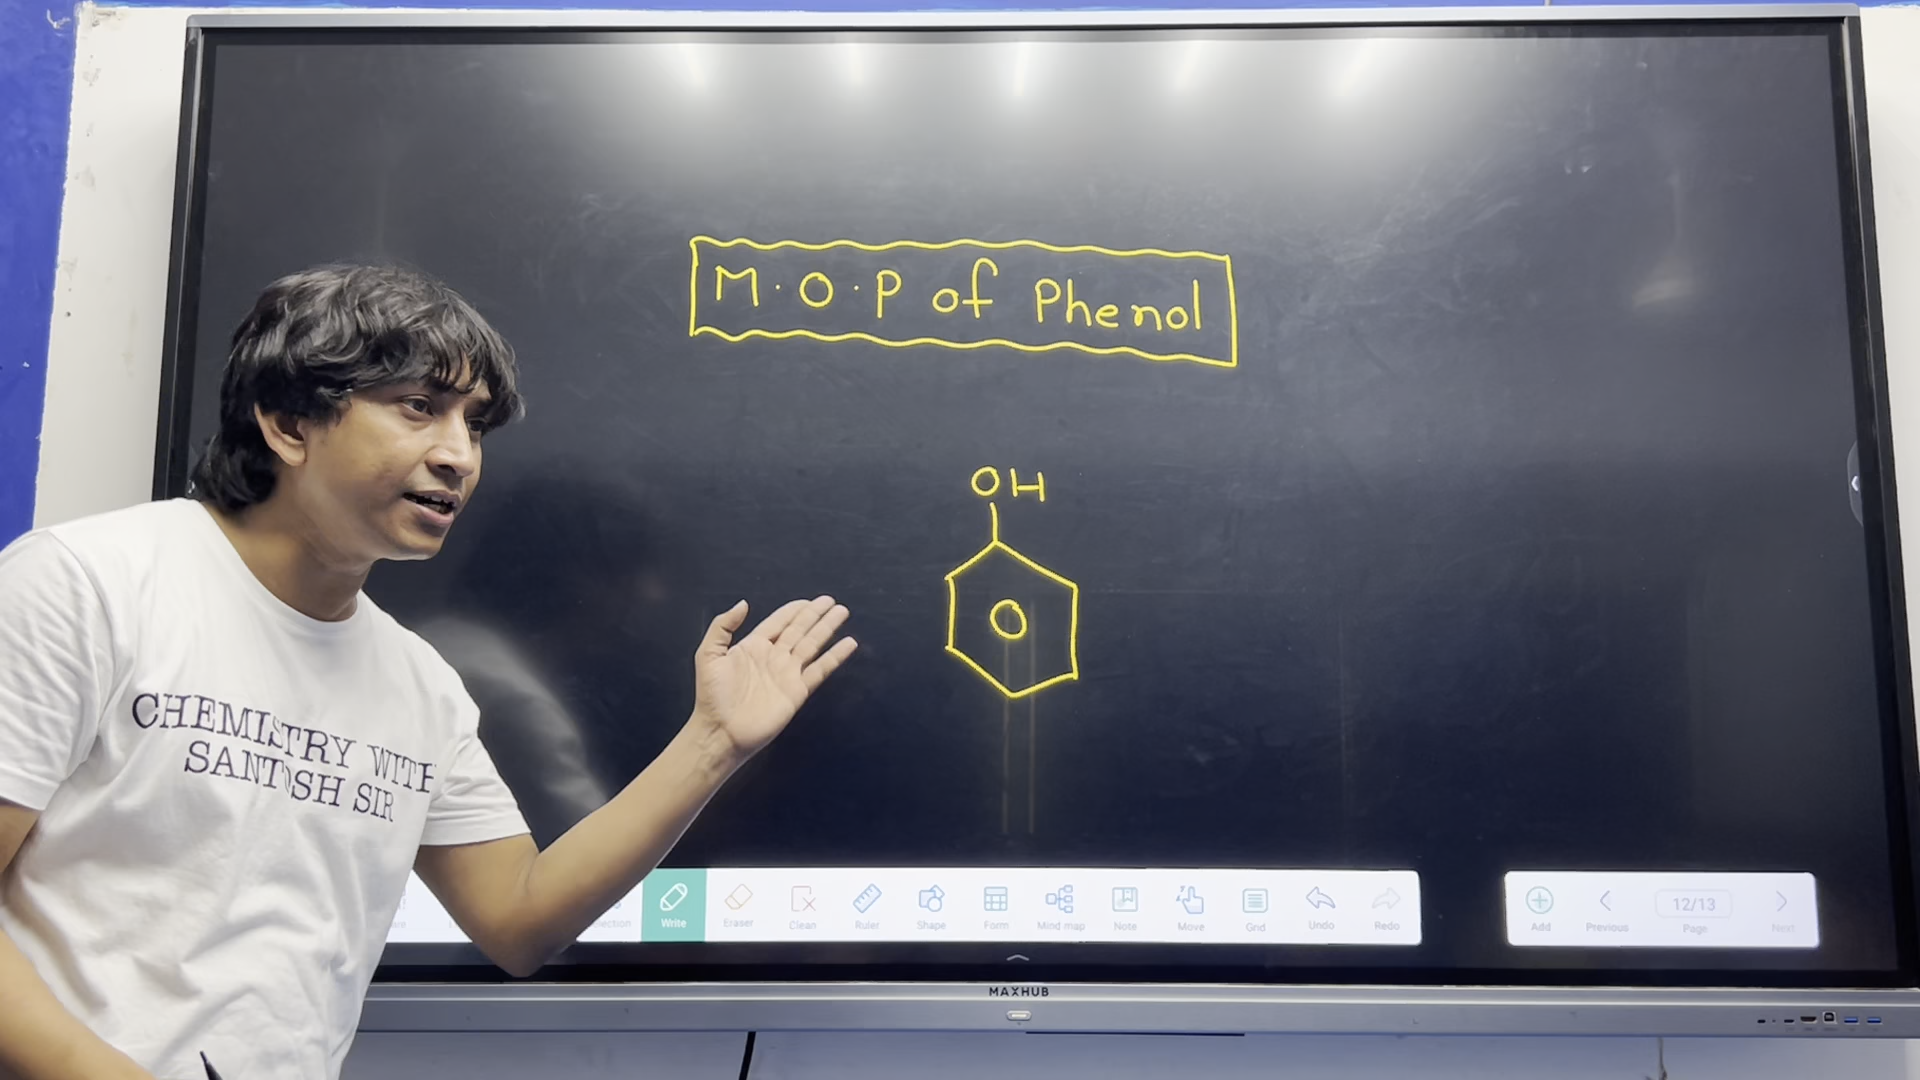 M.O.P of Phenol
OH
CHEMISTRY WITH
SANTOSH SIR
Write
Eraser
Clean
Ruler
Shape
Form
Mind map
Note
Move
Grid
Undo
Redo
Add
Previous
12/13
Page
Next
MAXHUB